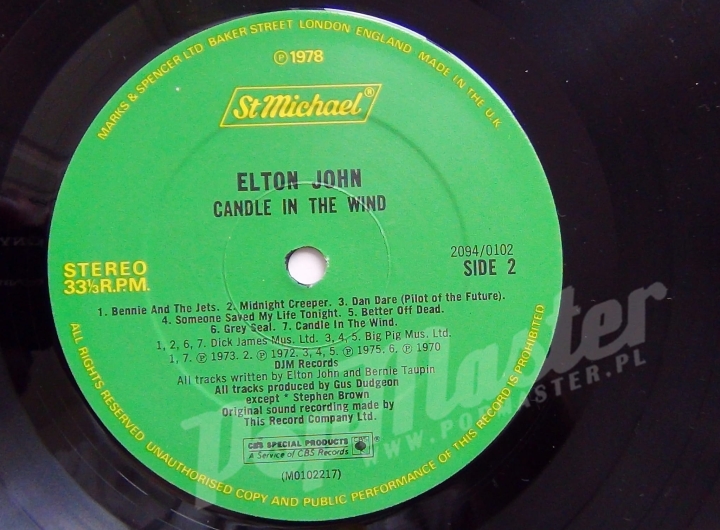 MARKS & SPENCER LTD BAKER STREET LONDON ENGLAND MADE IN THE U.K.
℗1978
St Michael®
ELTON JOHN
CANDLE IN THE WIND
2094/0102
STEREO SIDE 2
33⅓ R.P.M.
1. Bennie And The Jets. 2. Midnight Creeper. 3. Dan Dare (Pilot of the Future).
4. Someone Saved My Life Tonight. 5. Better Off Dead.
6. Grey Seal. 7. Candle In The Wind.
1, 2, 6, 7. Dick James Mus. Ltd. 3, 4, 5. Big Pig Mus. Ltd.
1, 7. ℗ 1973. 2. ℗ 1972. 3, 4, 5. ℗ 1975. 6. ℗ 1970
DJM Records
All tracks written by Elton John and Bernie Taupin
All tracks produced by Gus Dudgeon
except * Stephen Brown
Original sound recording made by
This Record Company Ltd.
CBS SPECIAL PRODUCTS CBS®
A Service of CBS Records
(M0102217)
ALL RIGHTS RESERVED UNAUTHORISED COPY AND PUBLIC PERFORMANCE OF THIS RECORD IS PROHIBITED
PopMaster
WWW.POPMASTER.PL